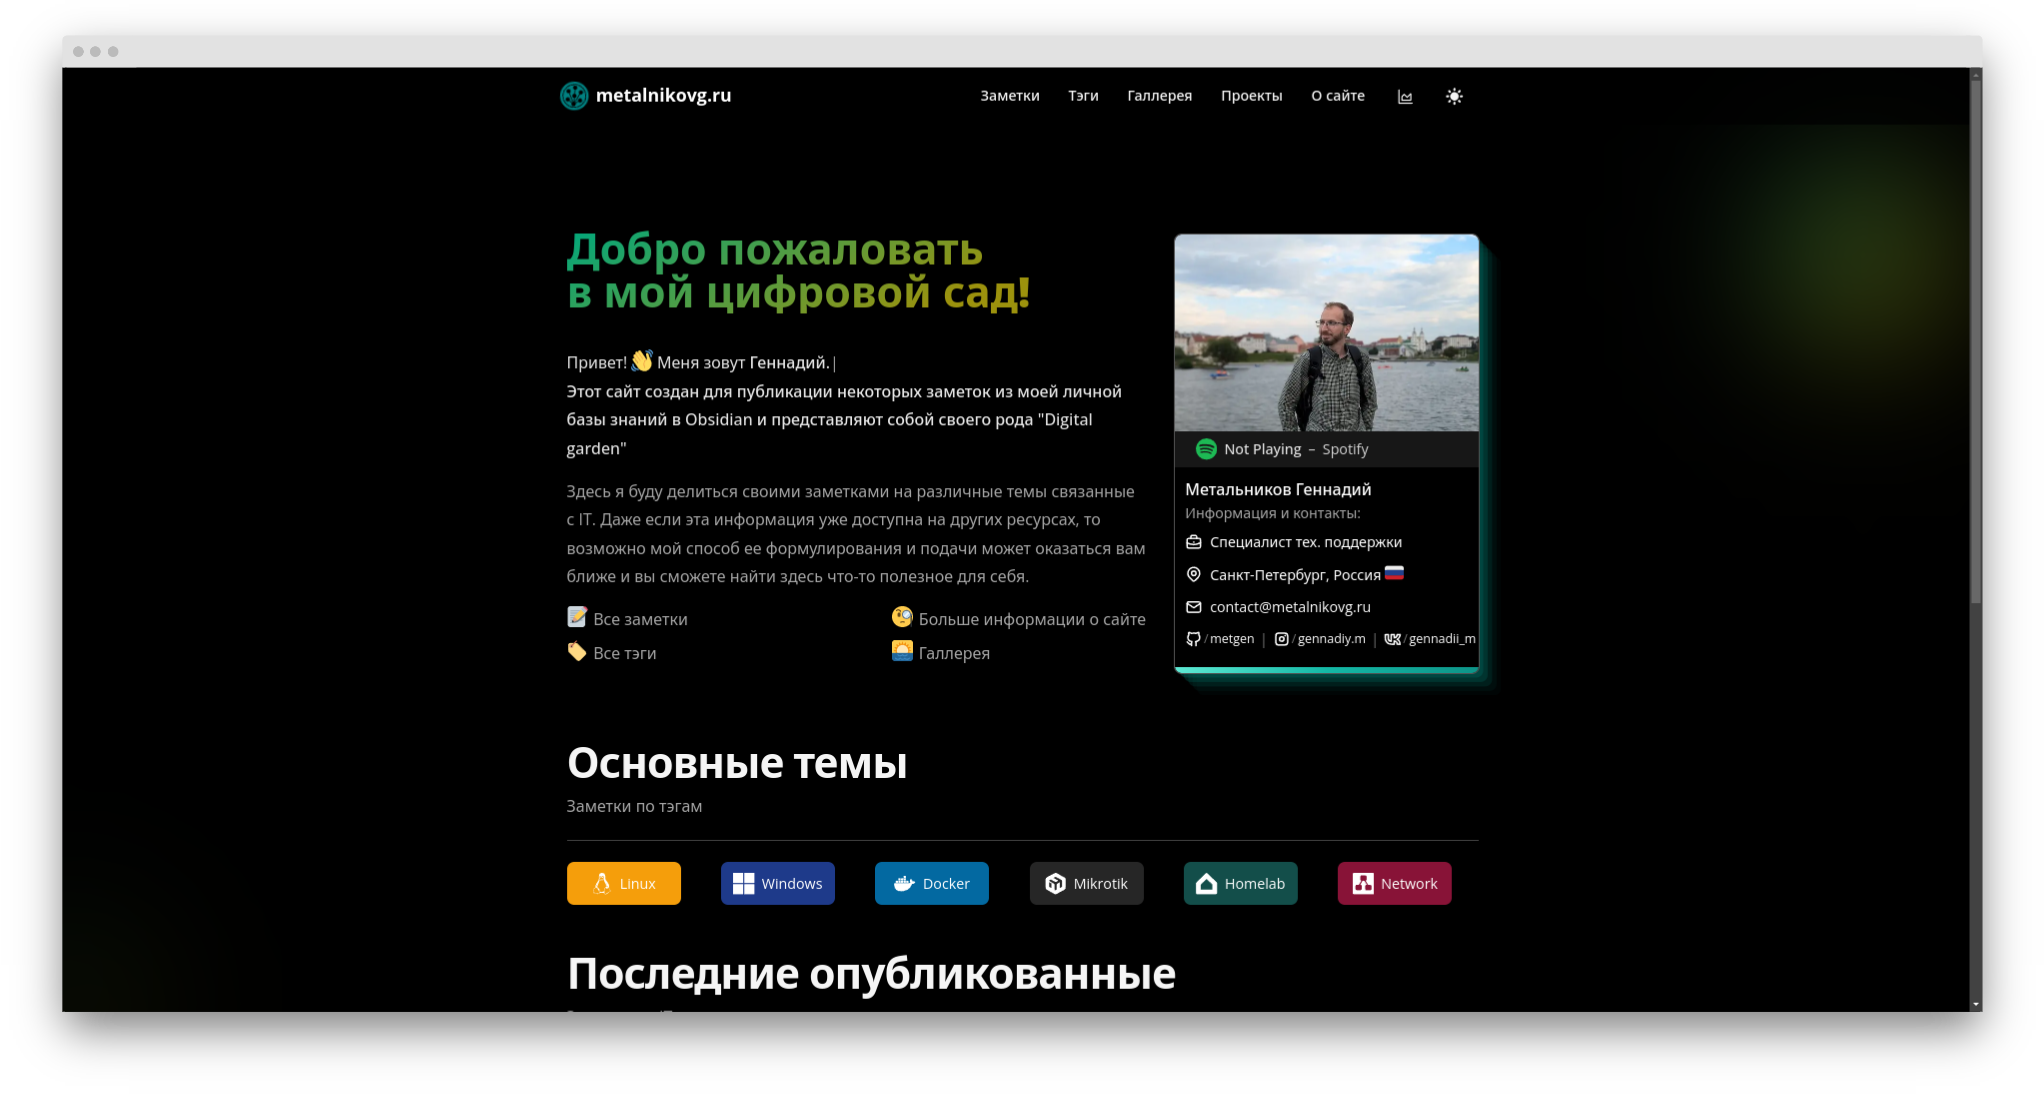 metalnikovg.ru
Заметки Тэги Галлерея Проекты О сайте
Добро пожаловать
в мой цифровой сад!
Привет! 👋 Меня зовут Геннадий.|
Этот сайт создан для публикации некоторых заметок из моей личной
базы знаний в Obsidian и представляют собой своего рода "Digital
garden"
Здесь я буду делиться своими заметками на различные темы связанные
с IT. Даже если эта информация уже доступна на других ресурсах, то
возможно мой способ ее формулирования и подачи может оказаться вам
ближе и вы сможете найти здесь что-то полезное для себя.
Все заметки
Больше информации о сайте
Все тэги
Галлерея
Not Playing – Spotify
Метальников Геннадий
Информация и контакты:
Специалист тех. поддержки
Санкт-Петербург, Россия
contact@metalnikovg.ru
/metgen | /gennadiy.m | /gennadii_m
Основные темы
Заметки по тэгам
Linux Windows Docker Mikrotik Homelab Network
Последние опубликованные